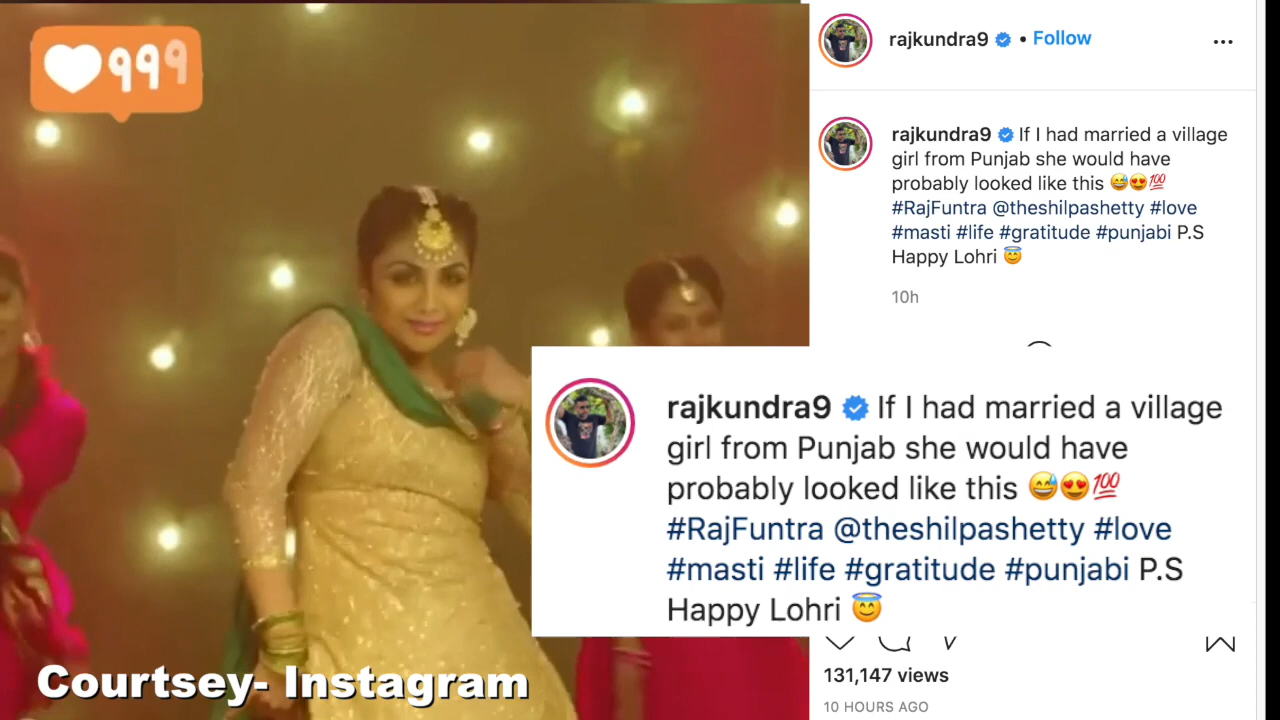 999
rajkundra9 • Follow
...
rajkundra9 If I had married a village
girl from Punjab she would have
probably looked like this 😅😍💯
#RajFuntra @theshilpashetty #love
#masti #life #gratitude #punjabi P.S
Happy Lohri 😇
10h
rajkundra9 If I had married a village
girl from Punjab she would have
probably looked like this 😅😍💯
#RajFuntra @theshilpashetty #love
#masti #life #gratitude #punjabi P.S
Happy Lohri 😇
131,147 views
10 HOURS AGO
Courtsey- Instagram